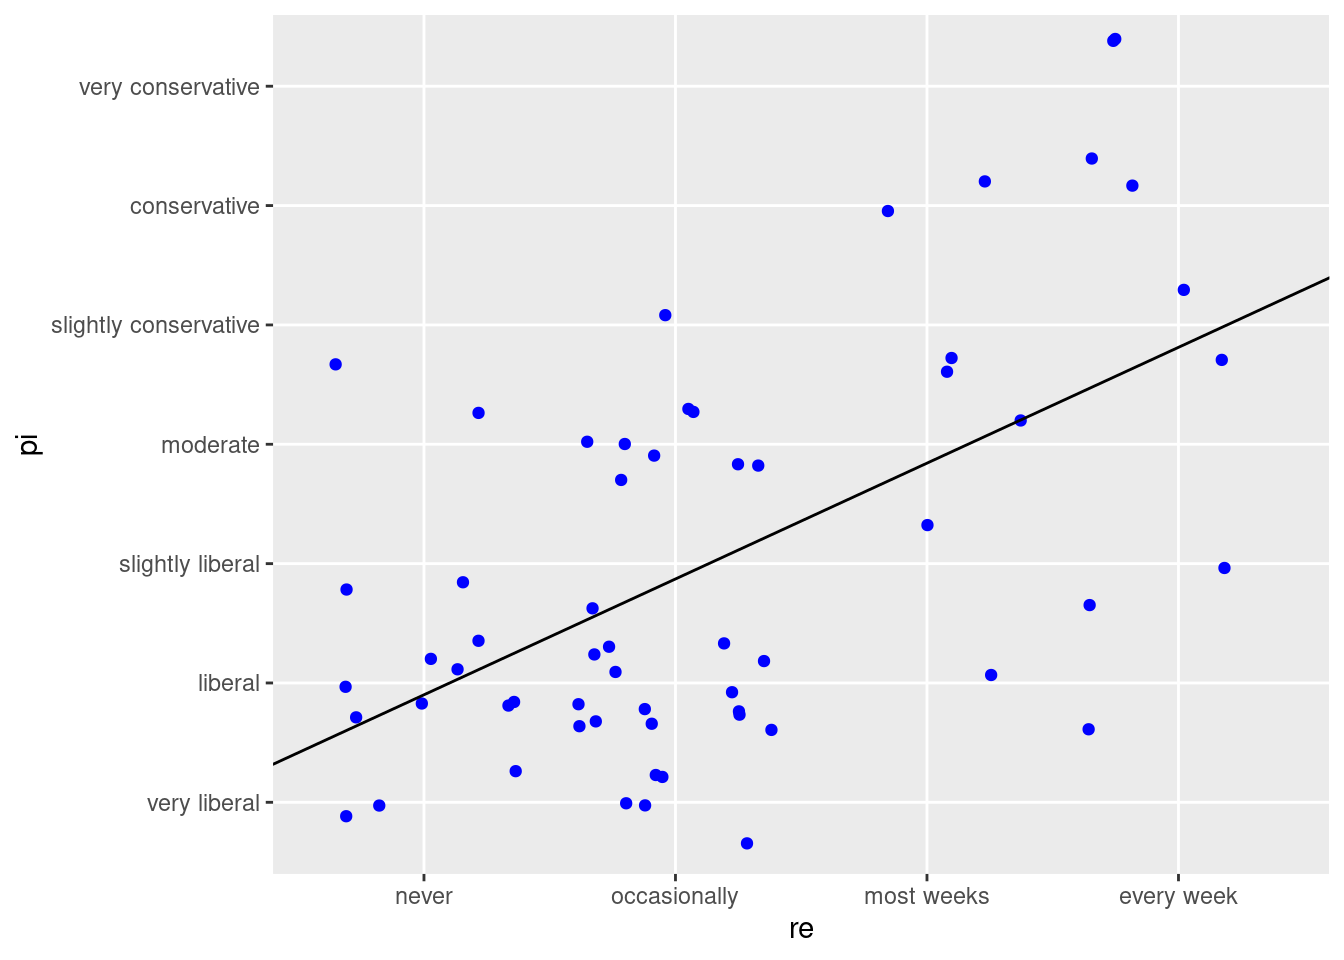 very conservative
conservative
slightly conservative
moderate
slightly liberal
liberal
very liberal
pi
never occasionally most weeks every week
re